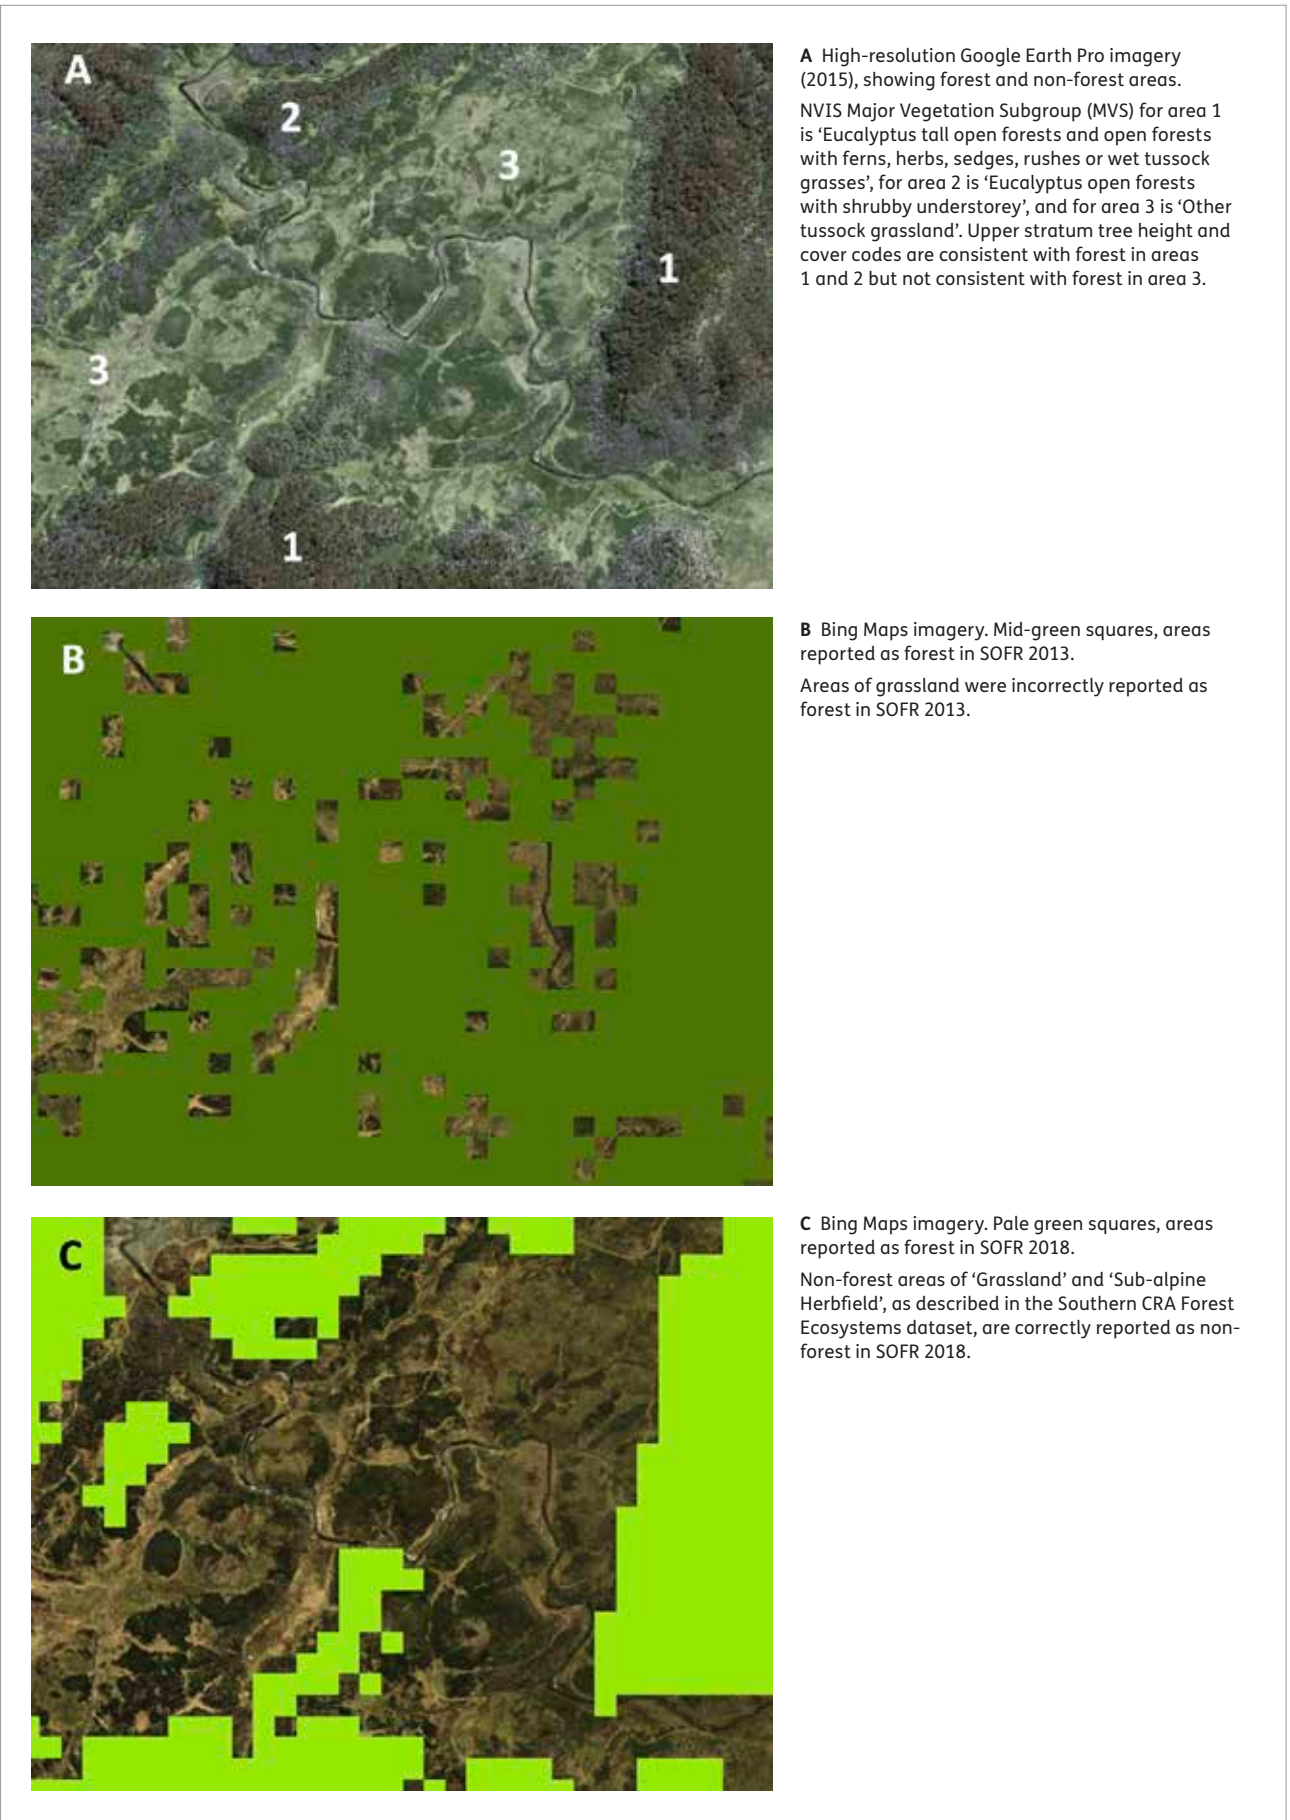 A
2
3
1
3
1
A High-resolution Google Earth Pro imagery
(2015), showing forest and non-forest areas.
NVIS Major Vegetation Subgroup (MVS) for area 1
is ‘Eucalyptus tall open forests and open forests
with ferns, herbs, sedges, rushes or wet tussock
grasses’, for area 2 is ‘Eucalyptus open forests
with shrubby understorey’, and for area 3 is ‘Other
tussock grassland’. Upper stratum tree height and
cover codes are consistent with forest in areas
1 and 2 but not consistent with forest in area 3.
B
B Bing Maps imagery. Mid-green squares, areas
reported as forest in SOFR 2013.
Areas of grassland were incorrectly reported as
forest in SOFR 2013.
C
C Bing Maps imagery. Pale green squares, areas
reported as forest in SOFR 2018.
Non-forest areas of ‘Grassland’ and ‘Sub-alpine
Herbfield’, as described in the Southern CRA Forest
Ecosystems dataset, are correctly reported as non-
forest in SOFR 2018.